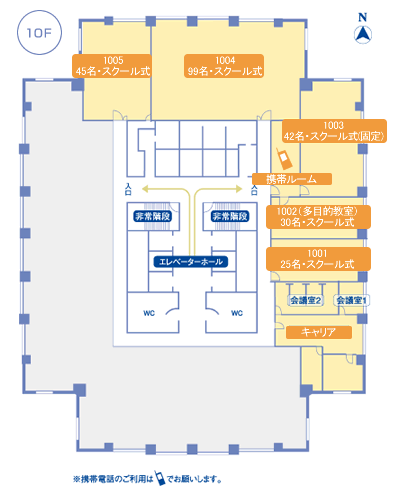 10F
N
1005
45名・スクール式
1004
99名・スクール式
1003
42名・スクール式(固定)
携帯ルーム
入口
入口
1002(多目的教室)
30名・スクール式
非常階段
非常階段
1001
25名・スクール式
エレベーターホール
会議室2
会議室1
WC
WC
キャリア
※携帯電話のご利用は でお願いします。